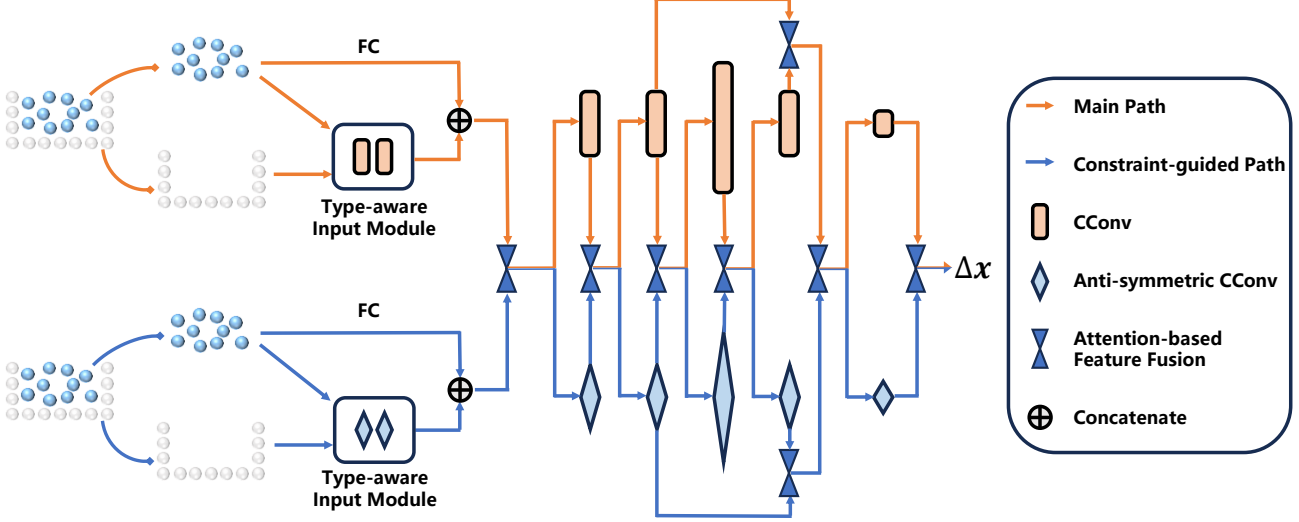 FC
Type-aware
Input Module
FC
Type-aware
Input Module
Δx
Main Path
Constraint-guided Path
CConv
Anti-symmetric CConv
Attention-based
Feature Fusion
Concatenate